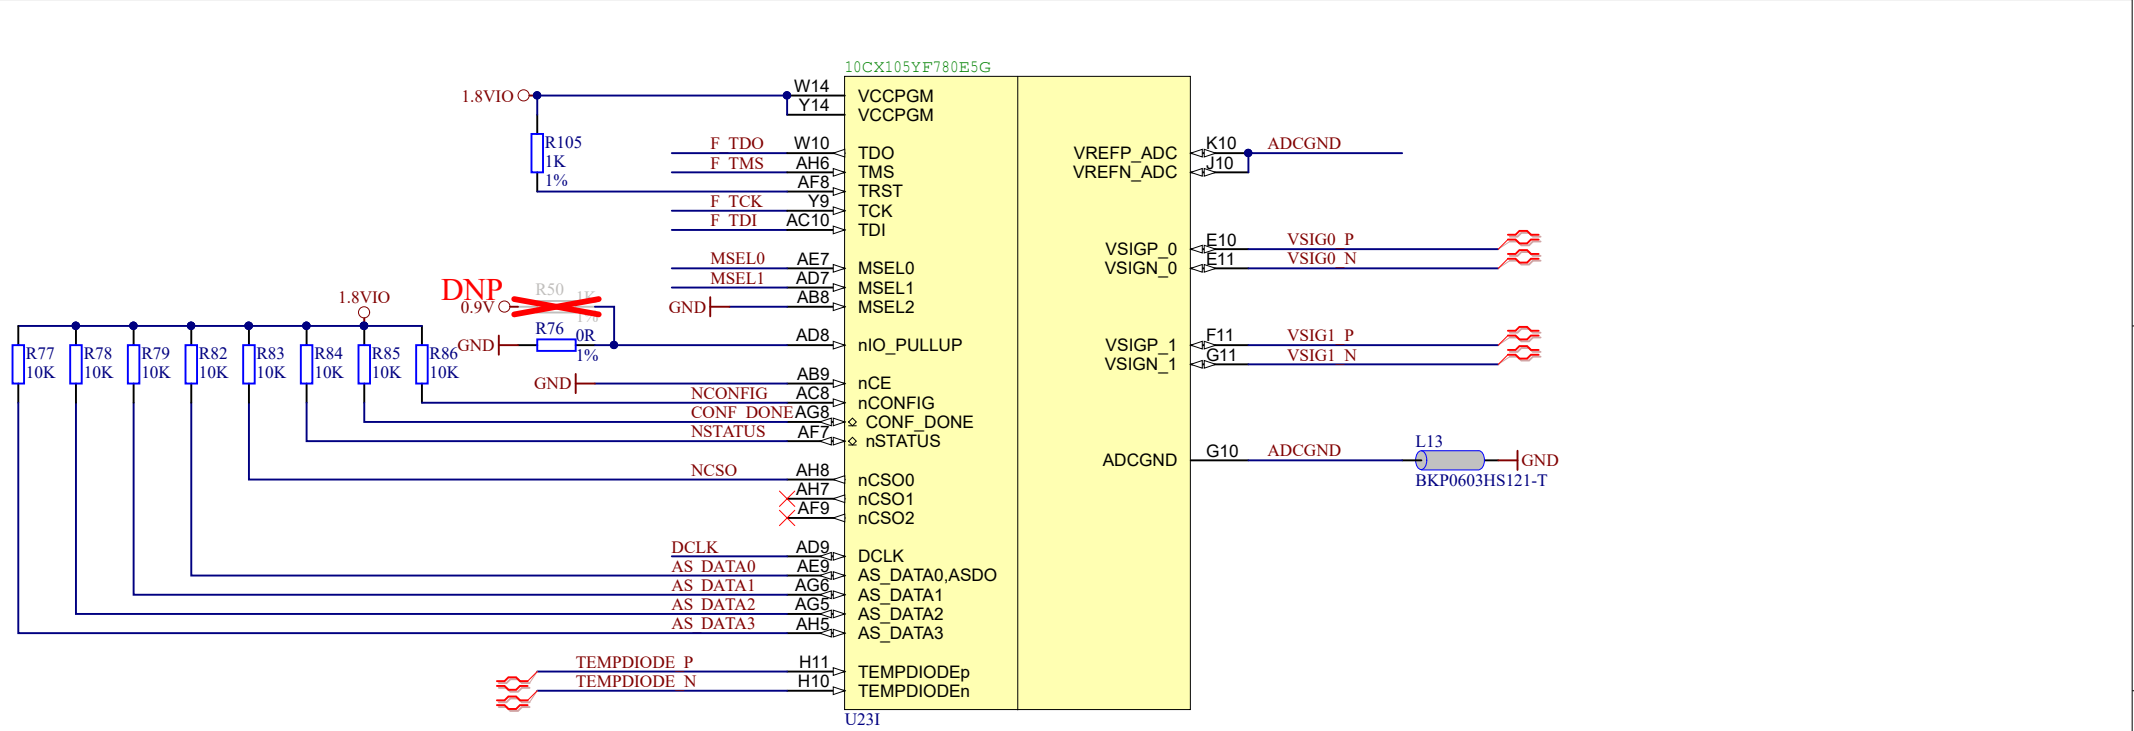 10CX105YF780E5G
1.8VIO
W14 VCCPGM
Y14 VCCPGM
R105
1K
1%
F_TDO W10 TDO
F_TMS AH6 TMS
AF8 TRST
F_TCK Y9 TCK
F_TDI AC10 TDI
MSEL0 AE7 MSEL0
MSEL1 AD7 MSEL1
GND AB8 MSEL2
DNP
R50
1K
1%
0.9V
1.8VIO
R76
0R
1%
GND
AD8 nIO_PULLUP
R77
10K
R78
10K
R79
10K
R82
10K
R83
10K
R84
10K
R85
10K
R86
10K
GND AB9 nCE
NCONFIG AC8 nCONFIG
CONF_DONE AG8 CONF_DONE
NSTATUS AF7 nSTATUS
NCSO AH8 nCSO0
AH7 nCSO1
AF9 nCSO2
DCLK AD9 DCLK
AS_DATA0 AE9 AS_DATA0,ASDO
AS_DATA1 AG6 AS_DATA1
AS_DATA2 AG5 AS_DATA2
AS_DATA3 AH5 AS_DATA3
TEMPDIODE_P H11 TEMPDIODEp
TEMPDIODE_N H10 TEMPDIODEn
U23I
VREFP_ADC K10 ADCGND
VREFN_ADC J10
VSIGP_0 E10 VSIG0_P
VSIGN_0 E11 VSIG0_N
VSIGP_1 F11 VSIG1_P
VSIGN_1 G11 VSIG1_N
ADCGND G10 ADCGND
L13
GND
BKP0603HS121-T